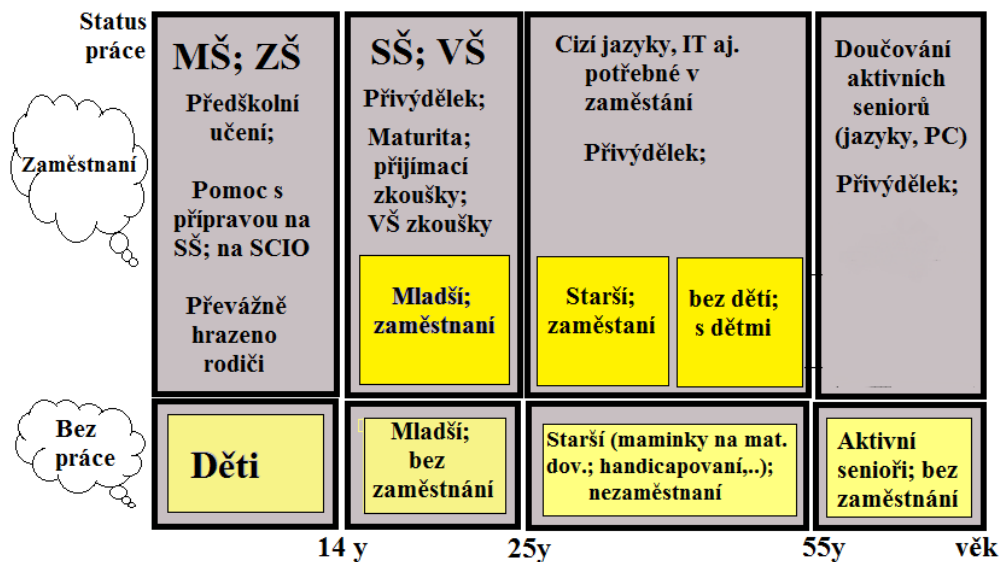 Status
práce
Zaměstnaní
MŠ; ZŠ
Předškolní
učení;
Pomoc s
přípravou na
SŠ; na SCIO
Převážně
hrazeno
rodiči
SŠ; VŠ
Přivýdělek;
Maturita;
přijímací
zkoušky;
VŠ zkoušky
Mladší;
zaměstnaní
Cizí jazyky, IT aj.
potřebné v
zaměstání
Přivýdělek;
Starší;
zaměstaní
bez dětí;
s dětmi
Doučování
aktivních
seniorů
(jazyky, PC)
Přivýdělek;
Bez
práce
Děti
Mladší;
bez
zaměstnání
Starší (maminky na mat.
dov.; handicapovaní,..);
nezaměstnaní
Aktivní
senioři; bez
zaměstnání
14 y
25y
55y
věk